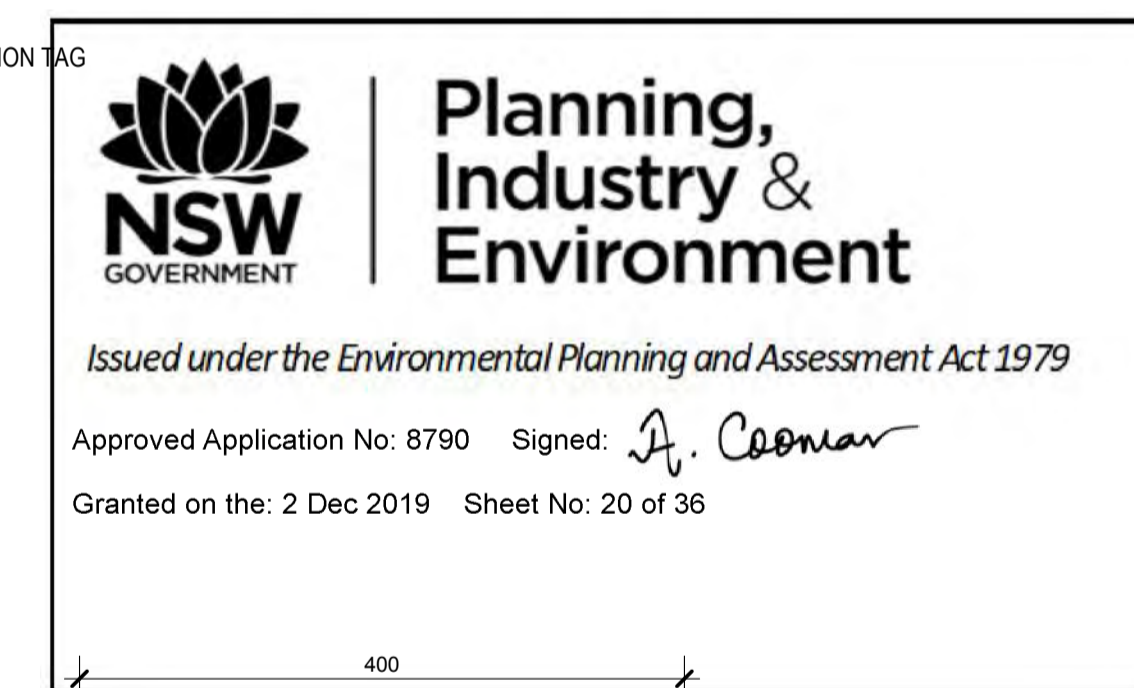 ION TAG
NSW
GOVERNMENT
Planning,
Industry &
Environment
Issued under the Environmental Planning and Assessment Act 1979
Approved Application No: 8790 Signed: A. Coomar
Granted on the: 2 Dec 2019 Sheet No: 20 of 36
400